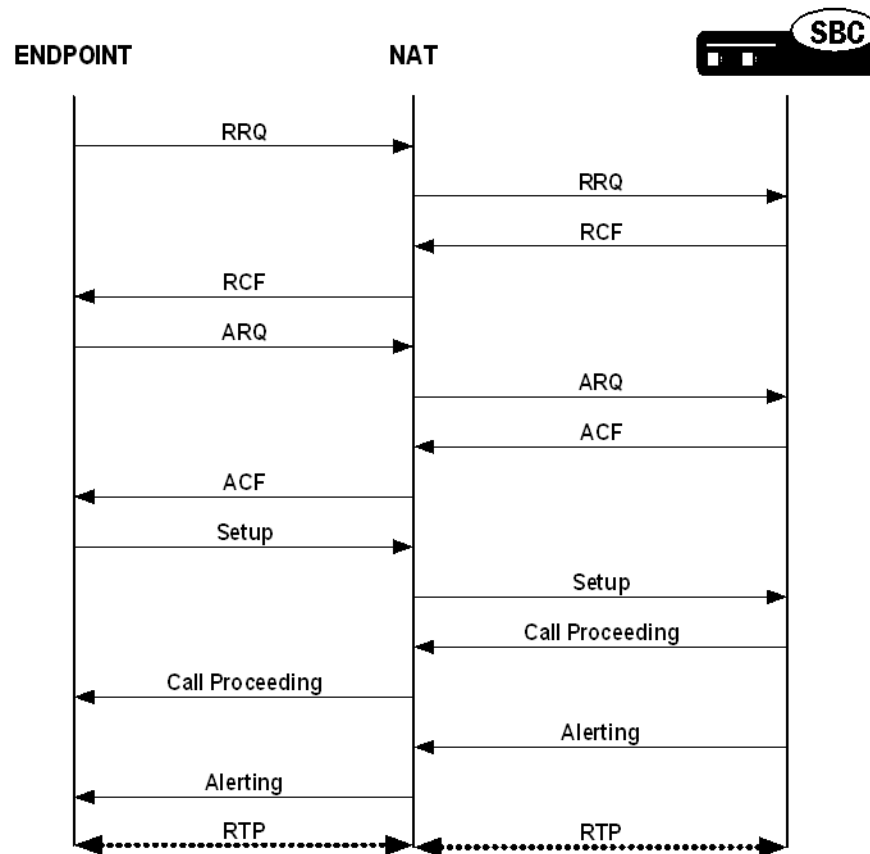 SBC
ENDPOINT
NAT
RRQ
RRQ
RCF
RCF
ARQ
ARQ
ACF
ACF
Setup
Setup
Call Proceeding
Call Proceeding
Alerting
Alerting
RTP
RTP